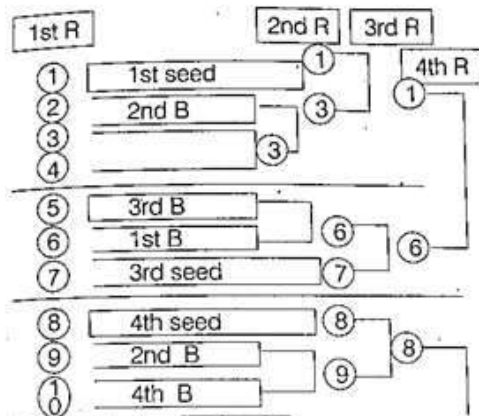 1st R 2nd R 3rd R
4th R
1 1st seed 1
1
2 2nd B 3
3 3
4
5 3rd B
6 1st B 6 6
7 3rd seed 7
8 4th seed 8 8
9 2nd B 9
10 4th B